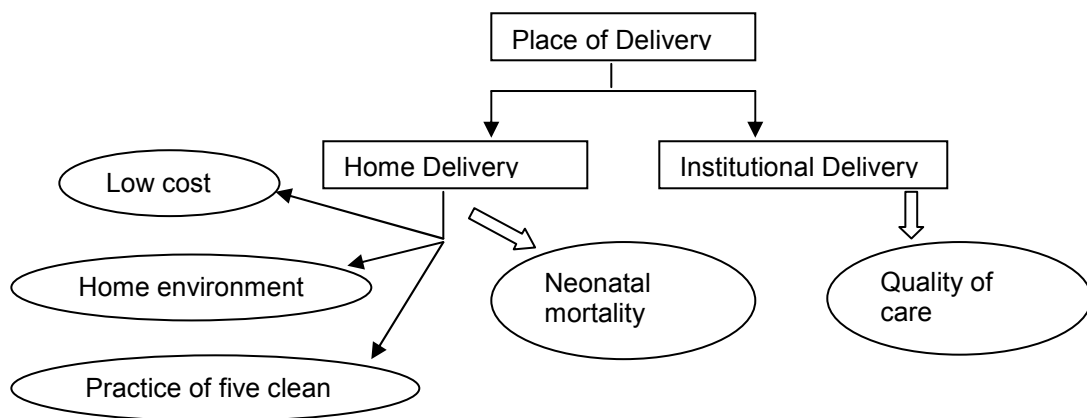 Place of Delivery
Home Delivery
Institutional Delivery
Low cost
Home environment
Practice of five clean
Neonatal
mortality
Quality of
care